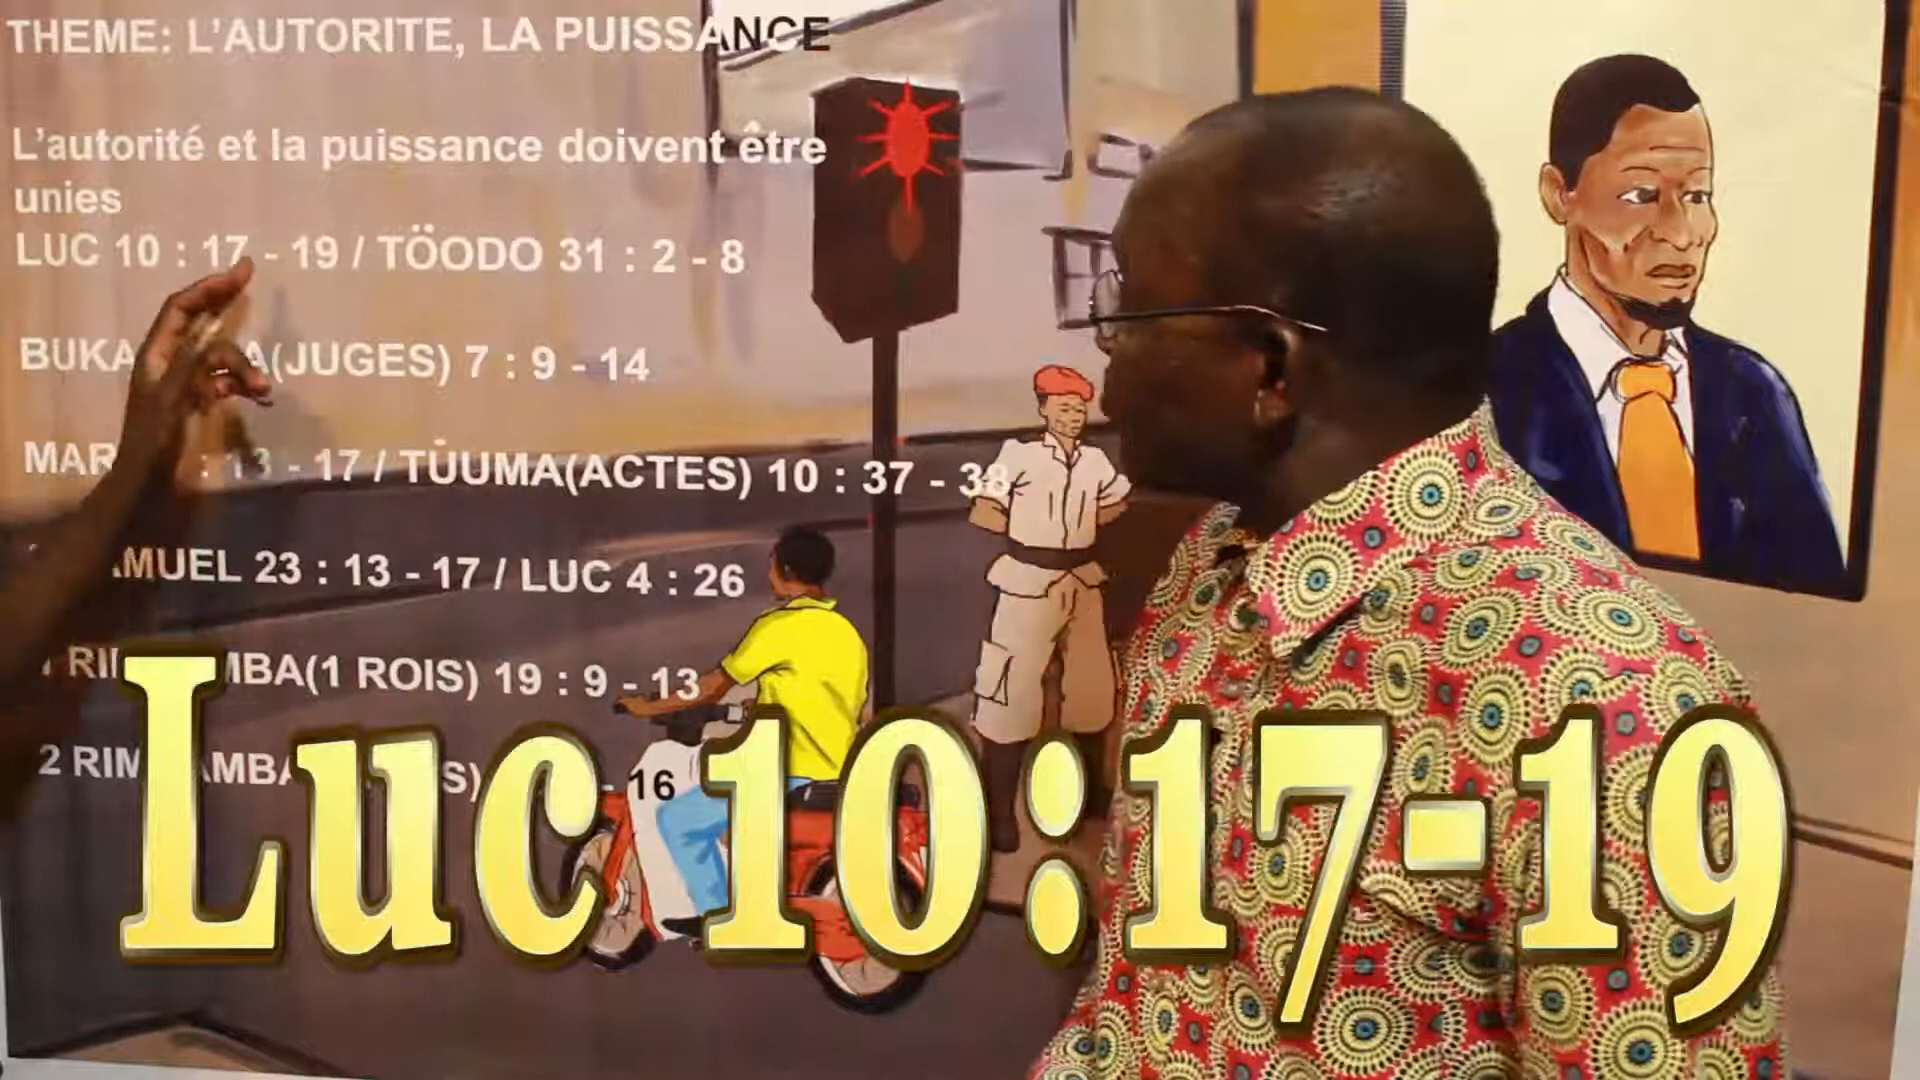 THEME: L'AUTORITE, LA PUISSANCE
L'autorité et la puissance doivent être
unies
LUC 10 : 17 - 19 / TÖODO 31 : 2 - 8
(JUGES) 7 : 9 - 14
: 13 - 17 / TŨUMA(ACTES) 10 : 37 - 38
23 : 13 - 17 / LUC 4 : 26
(1 ROIS) 19 : 9 - 13
2 - 16
Luc 10:17-19